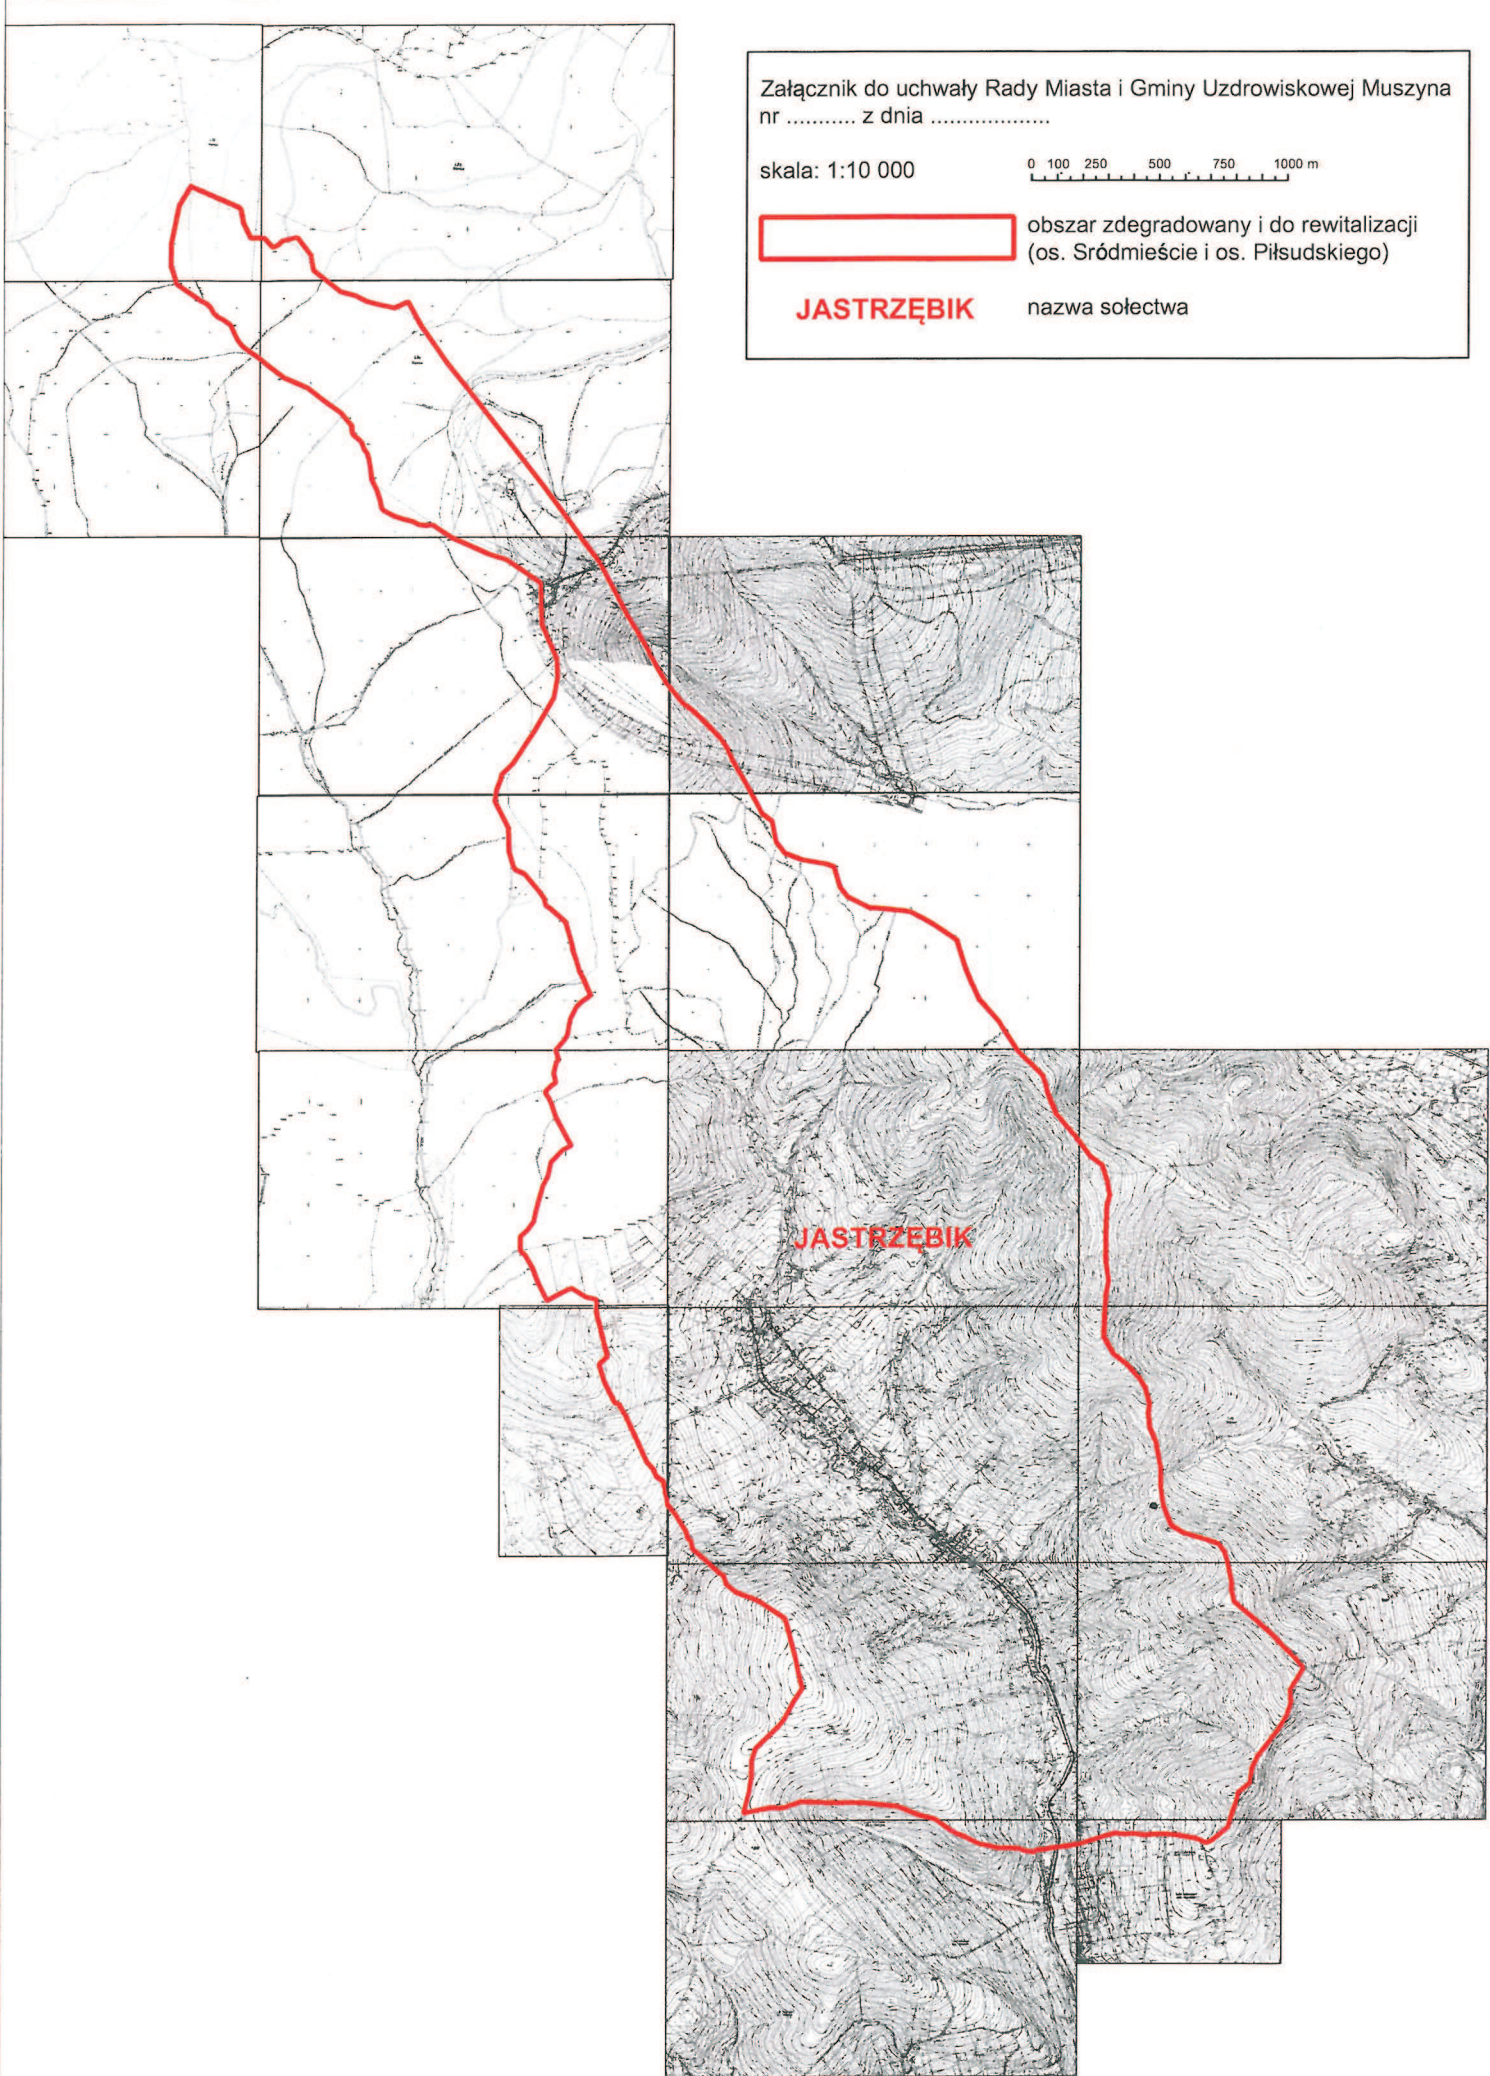 Załącznik do uchwały Rady Miasta i Gminy Uzdrowiskowej Muszyna
nr ........... z dnia ...................
skala: 1:10 000
0 100 250 500 750 1000 m
obszar zdegradowany i do rewitalizacji
(os. Sródmieście i os. Piłsudskiego)
JASTRZĘBIK nazwa sołectwa
JASTRZĘBIK